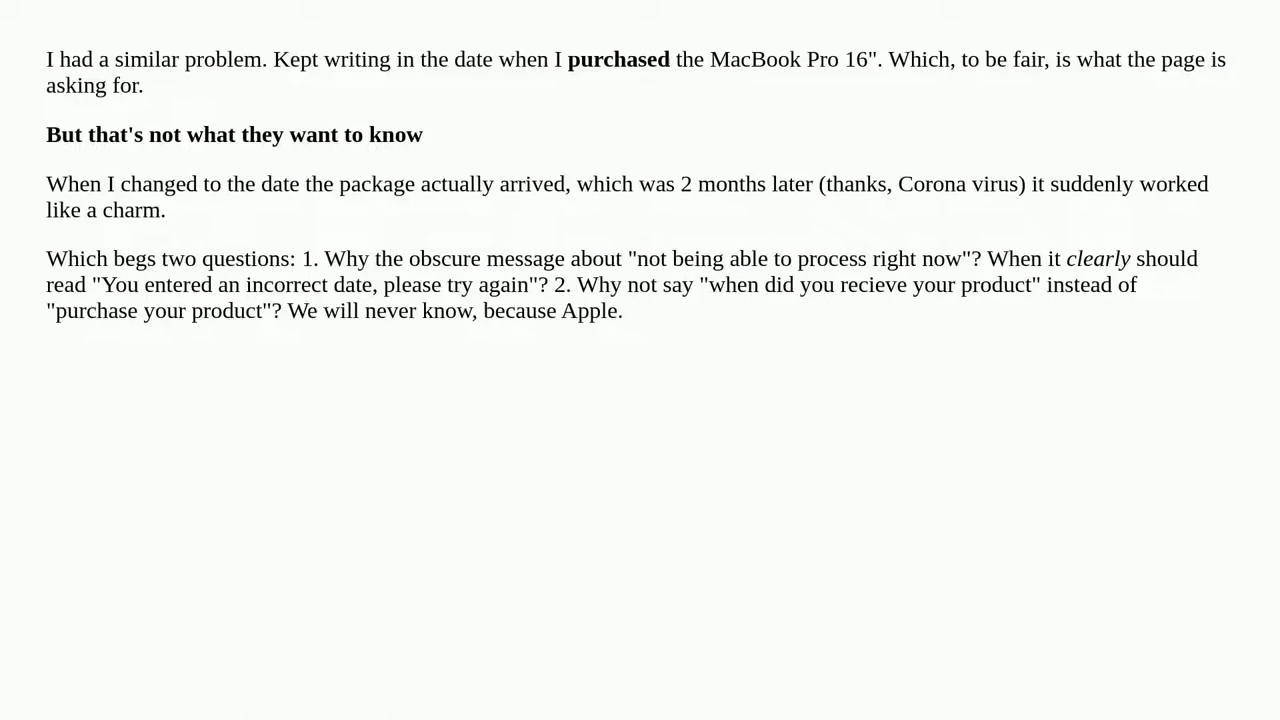 I had a similar problem. Kept writing in the date when I purchased the MacBook Pro 16". Which, to be fair, is what the page is
asking for.
But that's not what they want to know
When I changed to the date the package actually arrived, which was 2 months later (thanks, Corona virus) it suddenly worked
like a charm.
Which begs two questions: 1. Why the obscure message about "not being able to process right now"? When it clearly should
read "You entered an incorrect date, please try again"? 2. Why not say "when did you recieve your product" instead of
"purchase your product"? We will never know, because Apple.